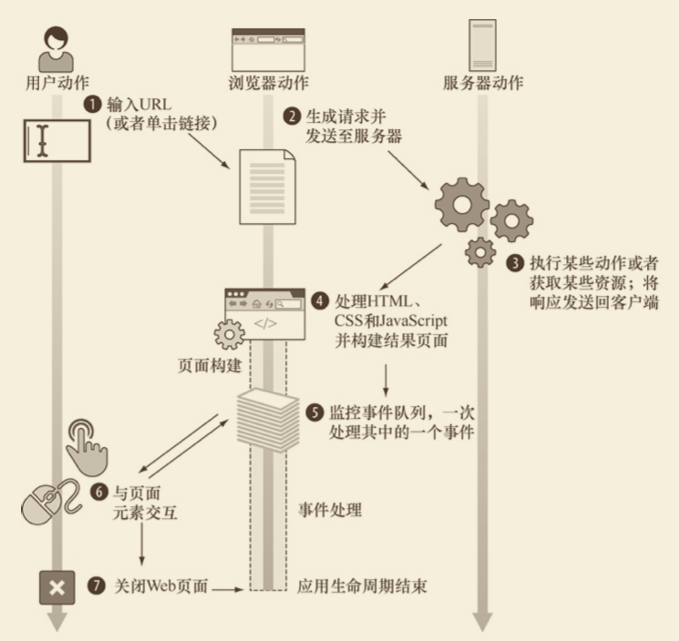 用户动作
浏览器动作
服务器动作
1 输入URL
（或者单击链接）
2 生成请求并
发送至服务器
3 执行某些动作或者
获取某些资源；将
响应发送回客户端
4 处理HTML、
CSS和JavaScript
并构建结果页面
</>
页面构建
5 监控事件队列，一次
处理其中的一个事件
6 与页面
元素交互
事件处理
7 关闭Web页面
应用生命周期结束